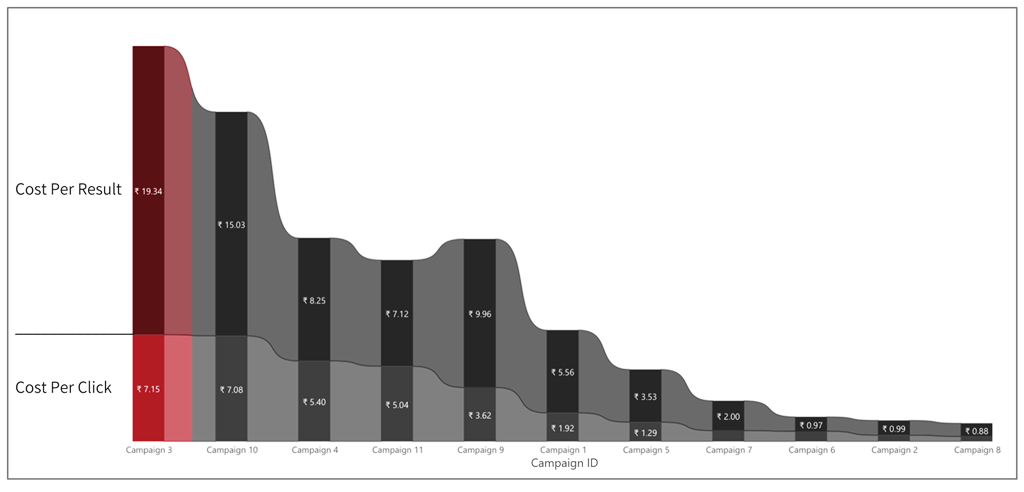 Cost Per Result
₹ 19.34
₹ 15.03
₹ 8.25
₹ 7.12
₹ 9.96
₹ 5.56
₹ 3.53
₹ 2.00
₹ 0.97
₹ 0.99
₹ 0.88
Cost Per Click
₹ 7.15
₹ 7.08
₹ 5.40
₹ 5.04
₹ 3.62
₹ 1.92
₹ 1.29
Campaign 3
Campaign 10
Campaign 4
Campaign 11
Campaign 9
Campaign 1
Campaign 5
Campaign 7
Campaign 6
Campaign 2
Campaign 8
Campaign ID